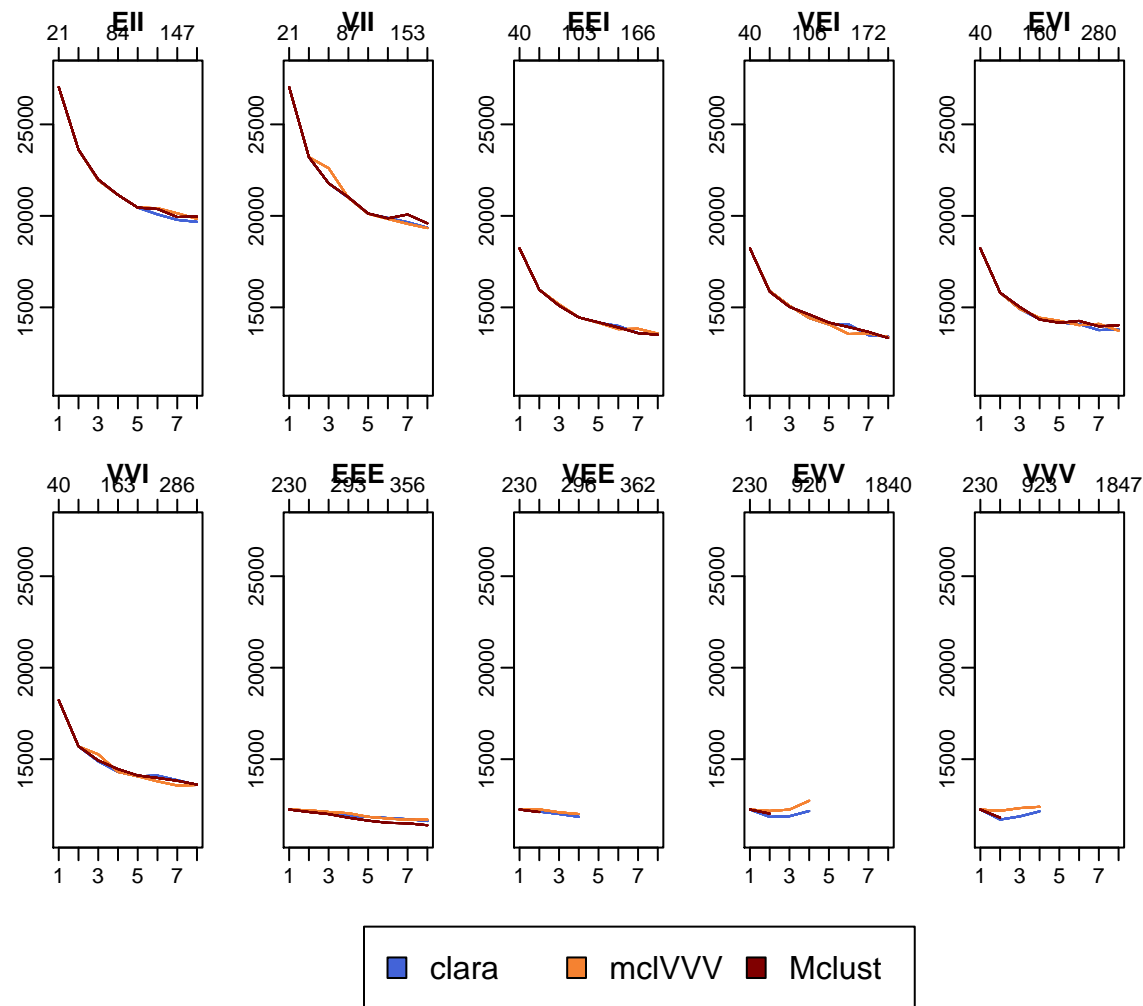 EII VII EEI VEI EVI
21 84 147 21 87 153 40 103 166 40 106 172 40 160 280
25000 25000 25000 25000 25000
20000 20000 20000 20000 20000
15000 15000 15000 15000 15000
1 3 5 7 1 3 5 7 1 3 5 7 1 3 5 7 1 3 5 7
VVI EEE VEE EVV VVV
40 163 286 230 293 356 230 296 362 230 920 1840 230 923 1847
25000 25000 25000 25000 25000
20000 20000 20000 20000 20000
15000 15000 15000 15000 15000
1 3 5 7 1 3 5 7 1 3 5 7 1 3 5 7 1 3 5 7
clara mclVVV Mclust